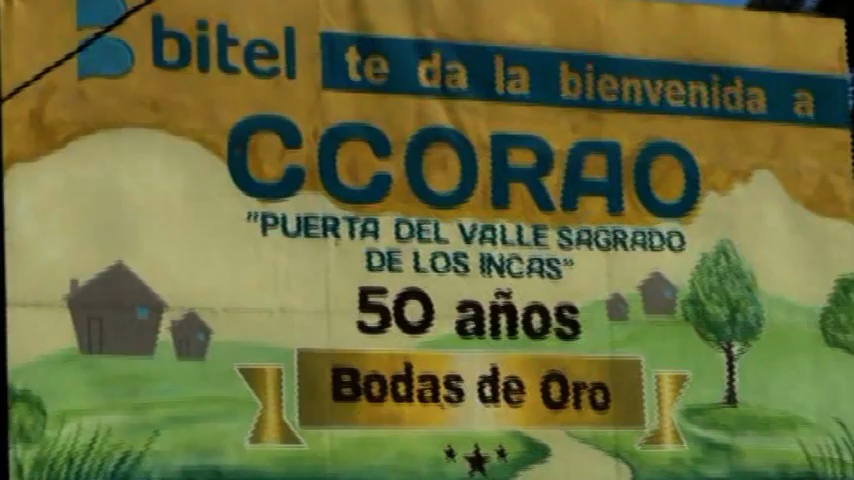 bitel te da la bienvenida a
CCORAO
"PUERTA DEL VALLE SAGRADO
DE LOS INCAS"
50 años
Bodas de Oro